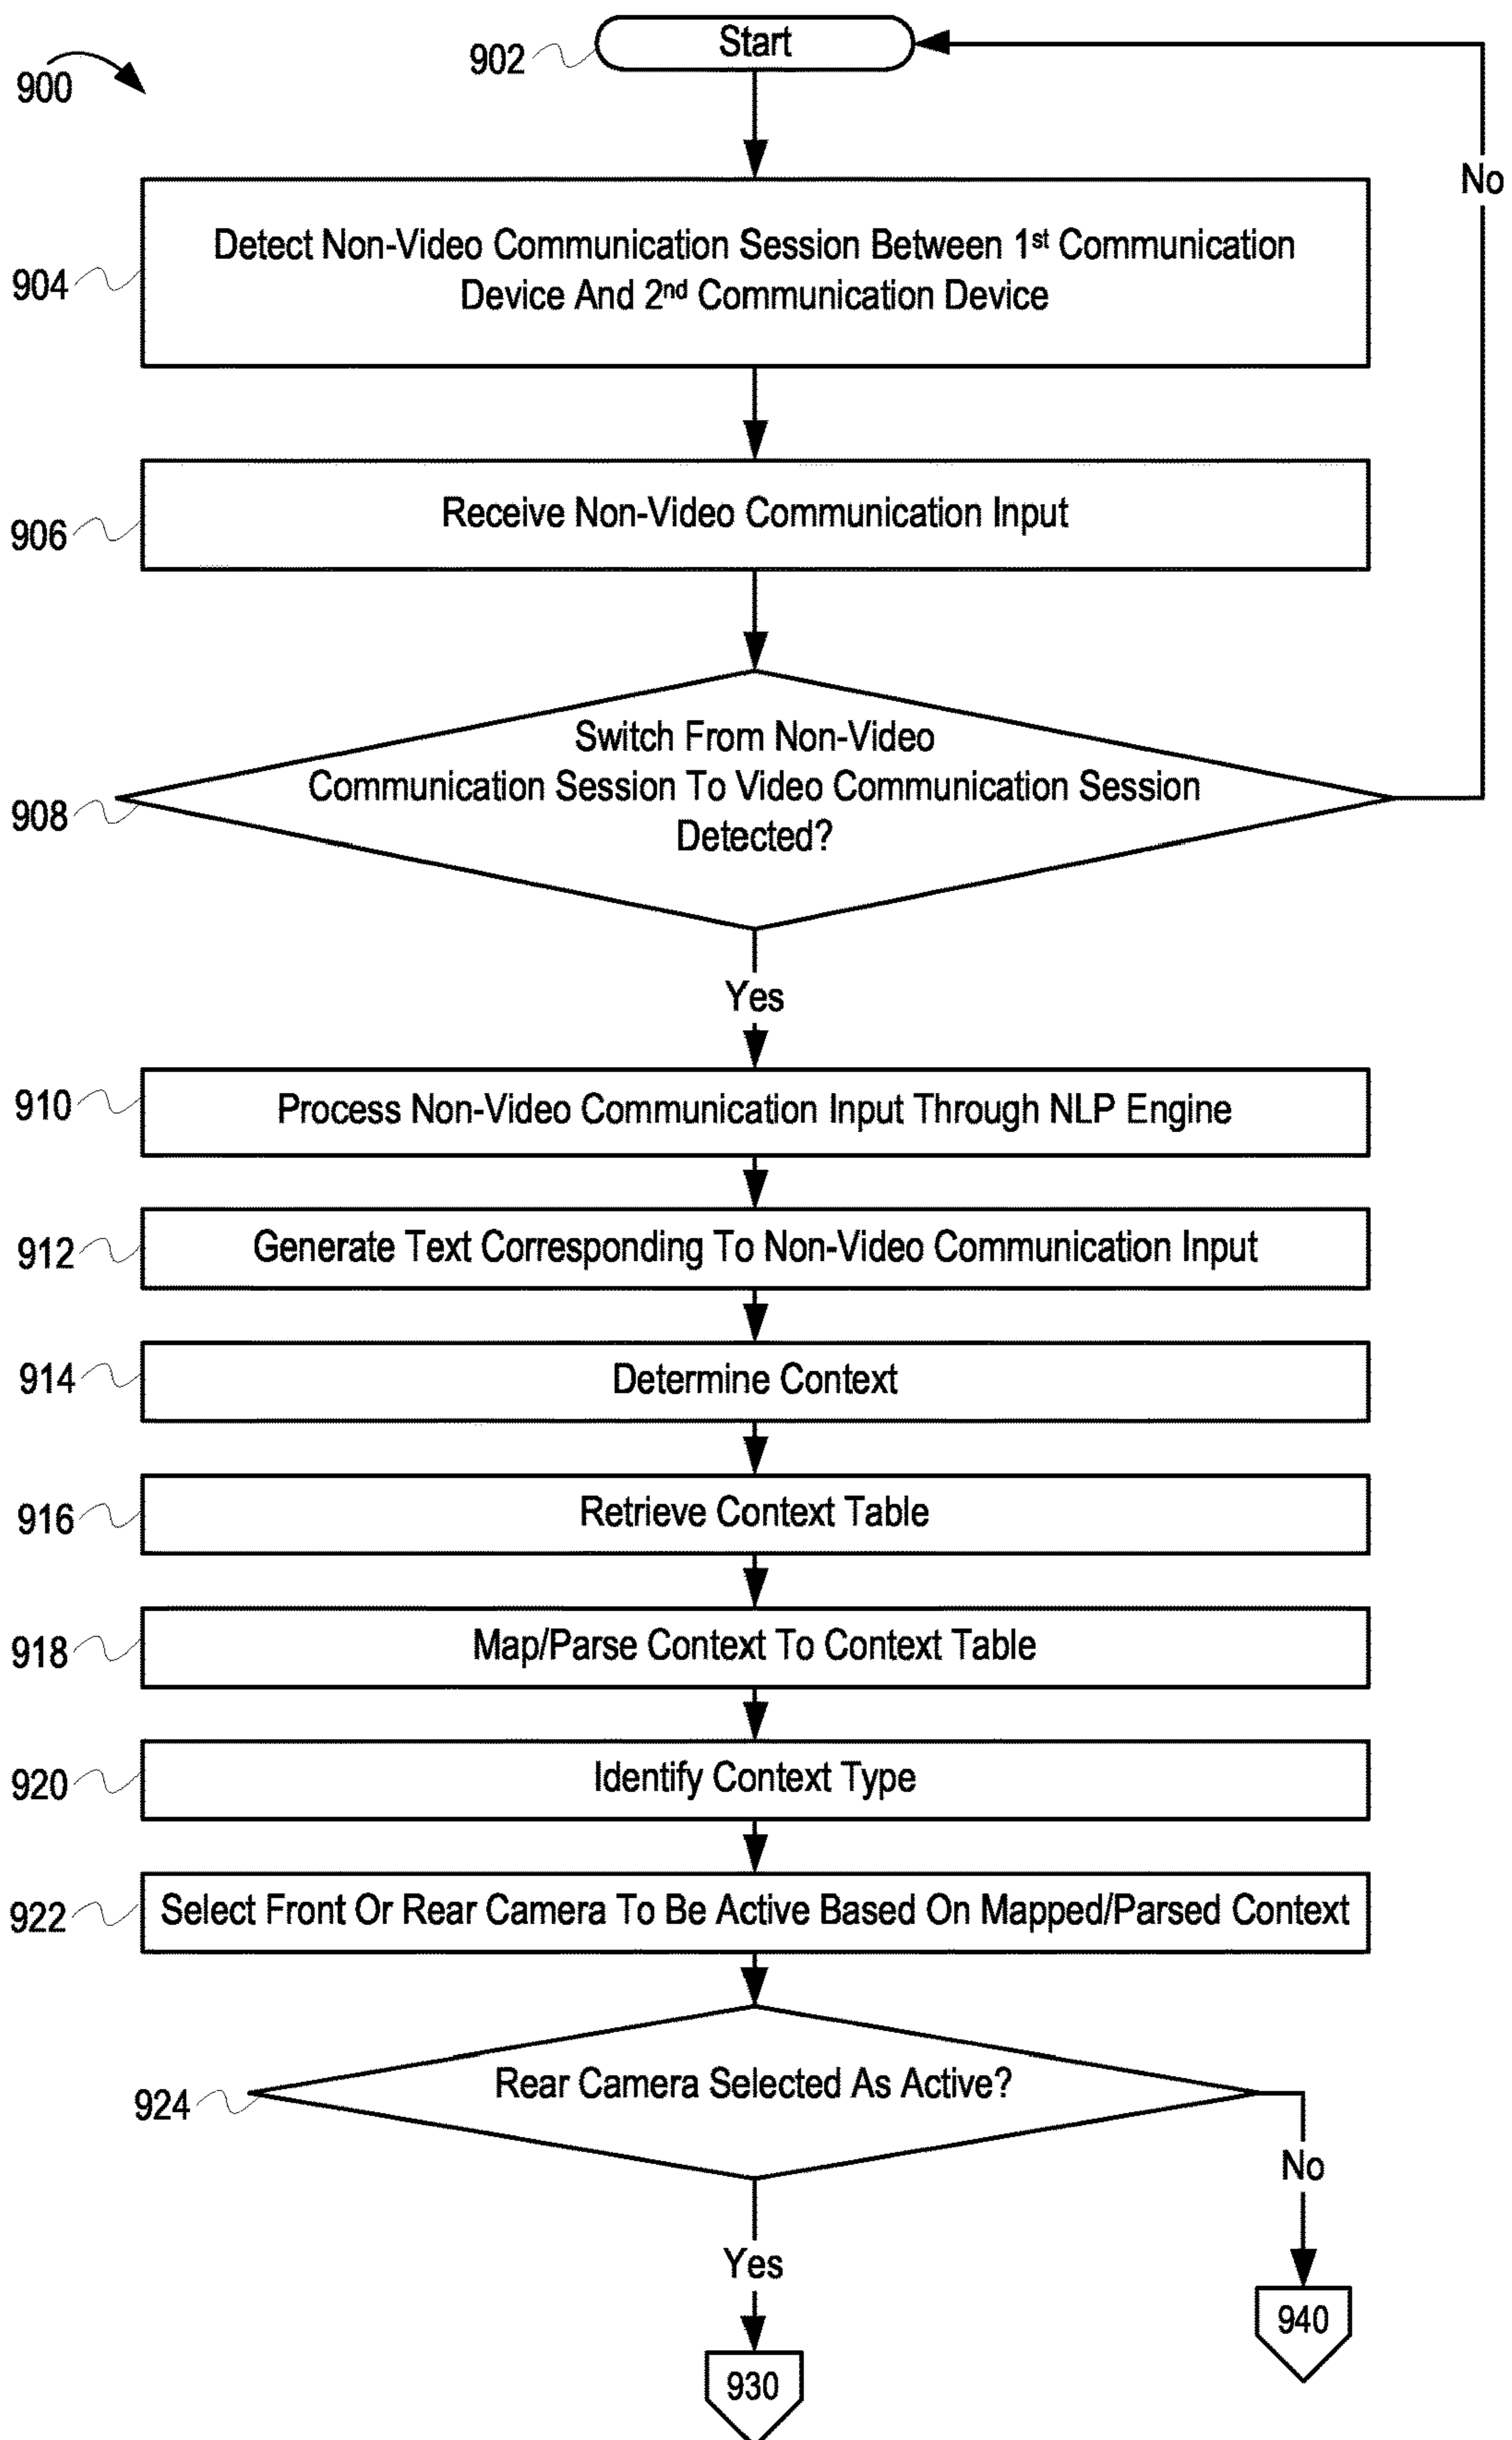 Start
902
900
No
Detect Non-Video Communication Session Between 1st Communication
Device And 2nd Communication Device
904
Receive Non-Video Communication Input
906
Switch From Non-Video
Communication Session To Video Communication Session
Detected?
908
Yes
910
Process Non-Video Communication Input Through NLP Engine
912
Generate Text Corresponding To Non-Video Communication Input
914
Determine Context
916
Retrieve Context Table
918
Map/Parse Context To Context Table
920
Identify Context Type
922
Select Front Or Rear Camera To Be Active Based On Mapped/Parsed Context
Rear Camera Selected As Active?
924
No
Yes
940
930